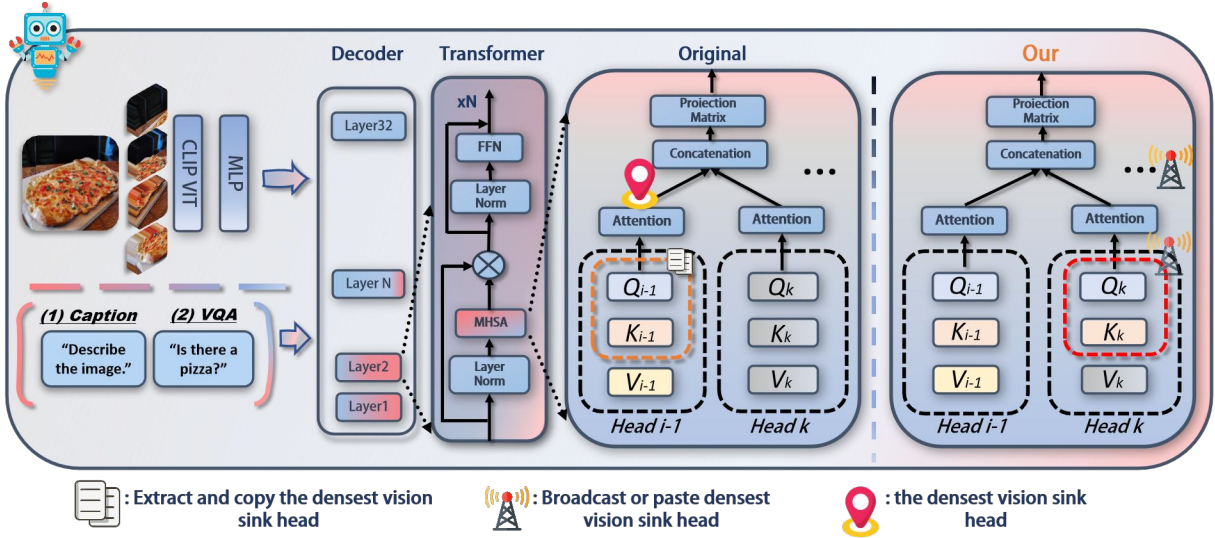 Decoder
Transformer
Original
Our
CLIP VIT
MLP
(1) Caption
(2) VQA
“Describe
the image.”
“Is there a
pizza?”
Layer32
Layer N
Layer2
Layer1
xN
FFN
Layer
Norm
MHSA
Layer
Norm
Projection
Matrix
Concatenation
...
Attention
Attention
Qi-1
Ki-1
Vi-1
Head i-1
Qk
Kk
Vk
Head k
Projection
Matrix
Concatenation
...
Attention
Attention
Qi-1
Ki-1
Vi-1
Head i-1
Qk
Kk
Vk
Head k
: Extract and copy the densest vision
sink head
: Broadcast or paste densest
vision sink head
: the densest vision sink
head